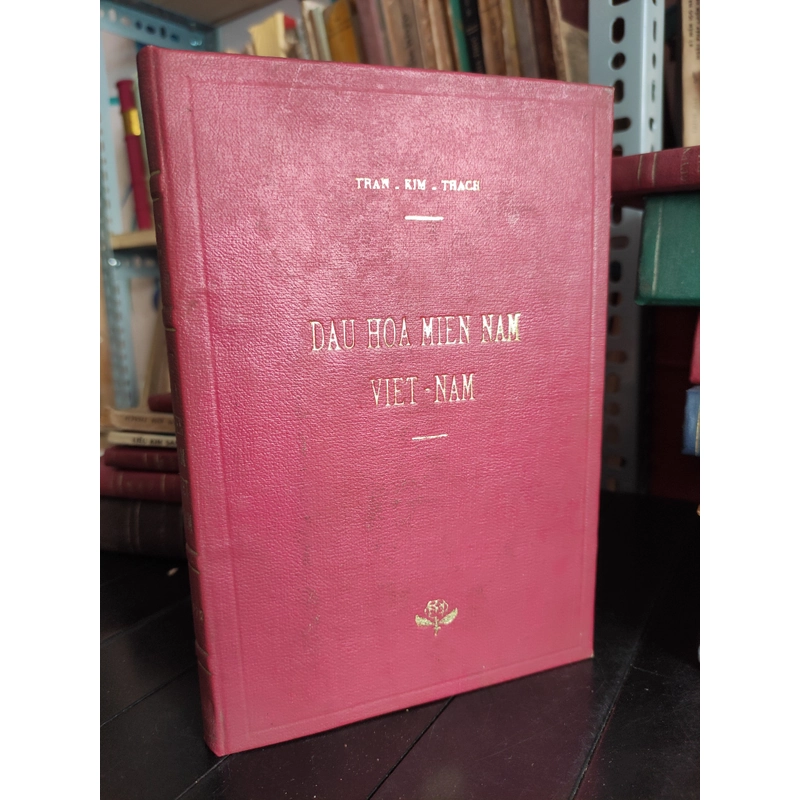 TRAN - KIM - THACH
DAU HOA MIEN NAM
VIET - NAM